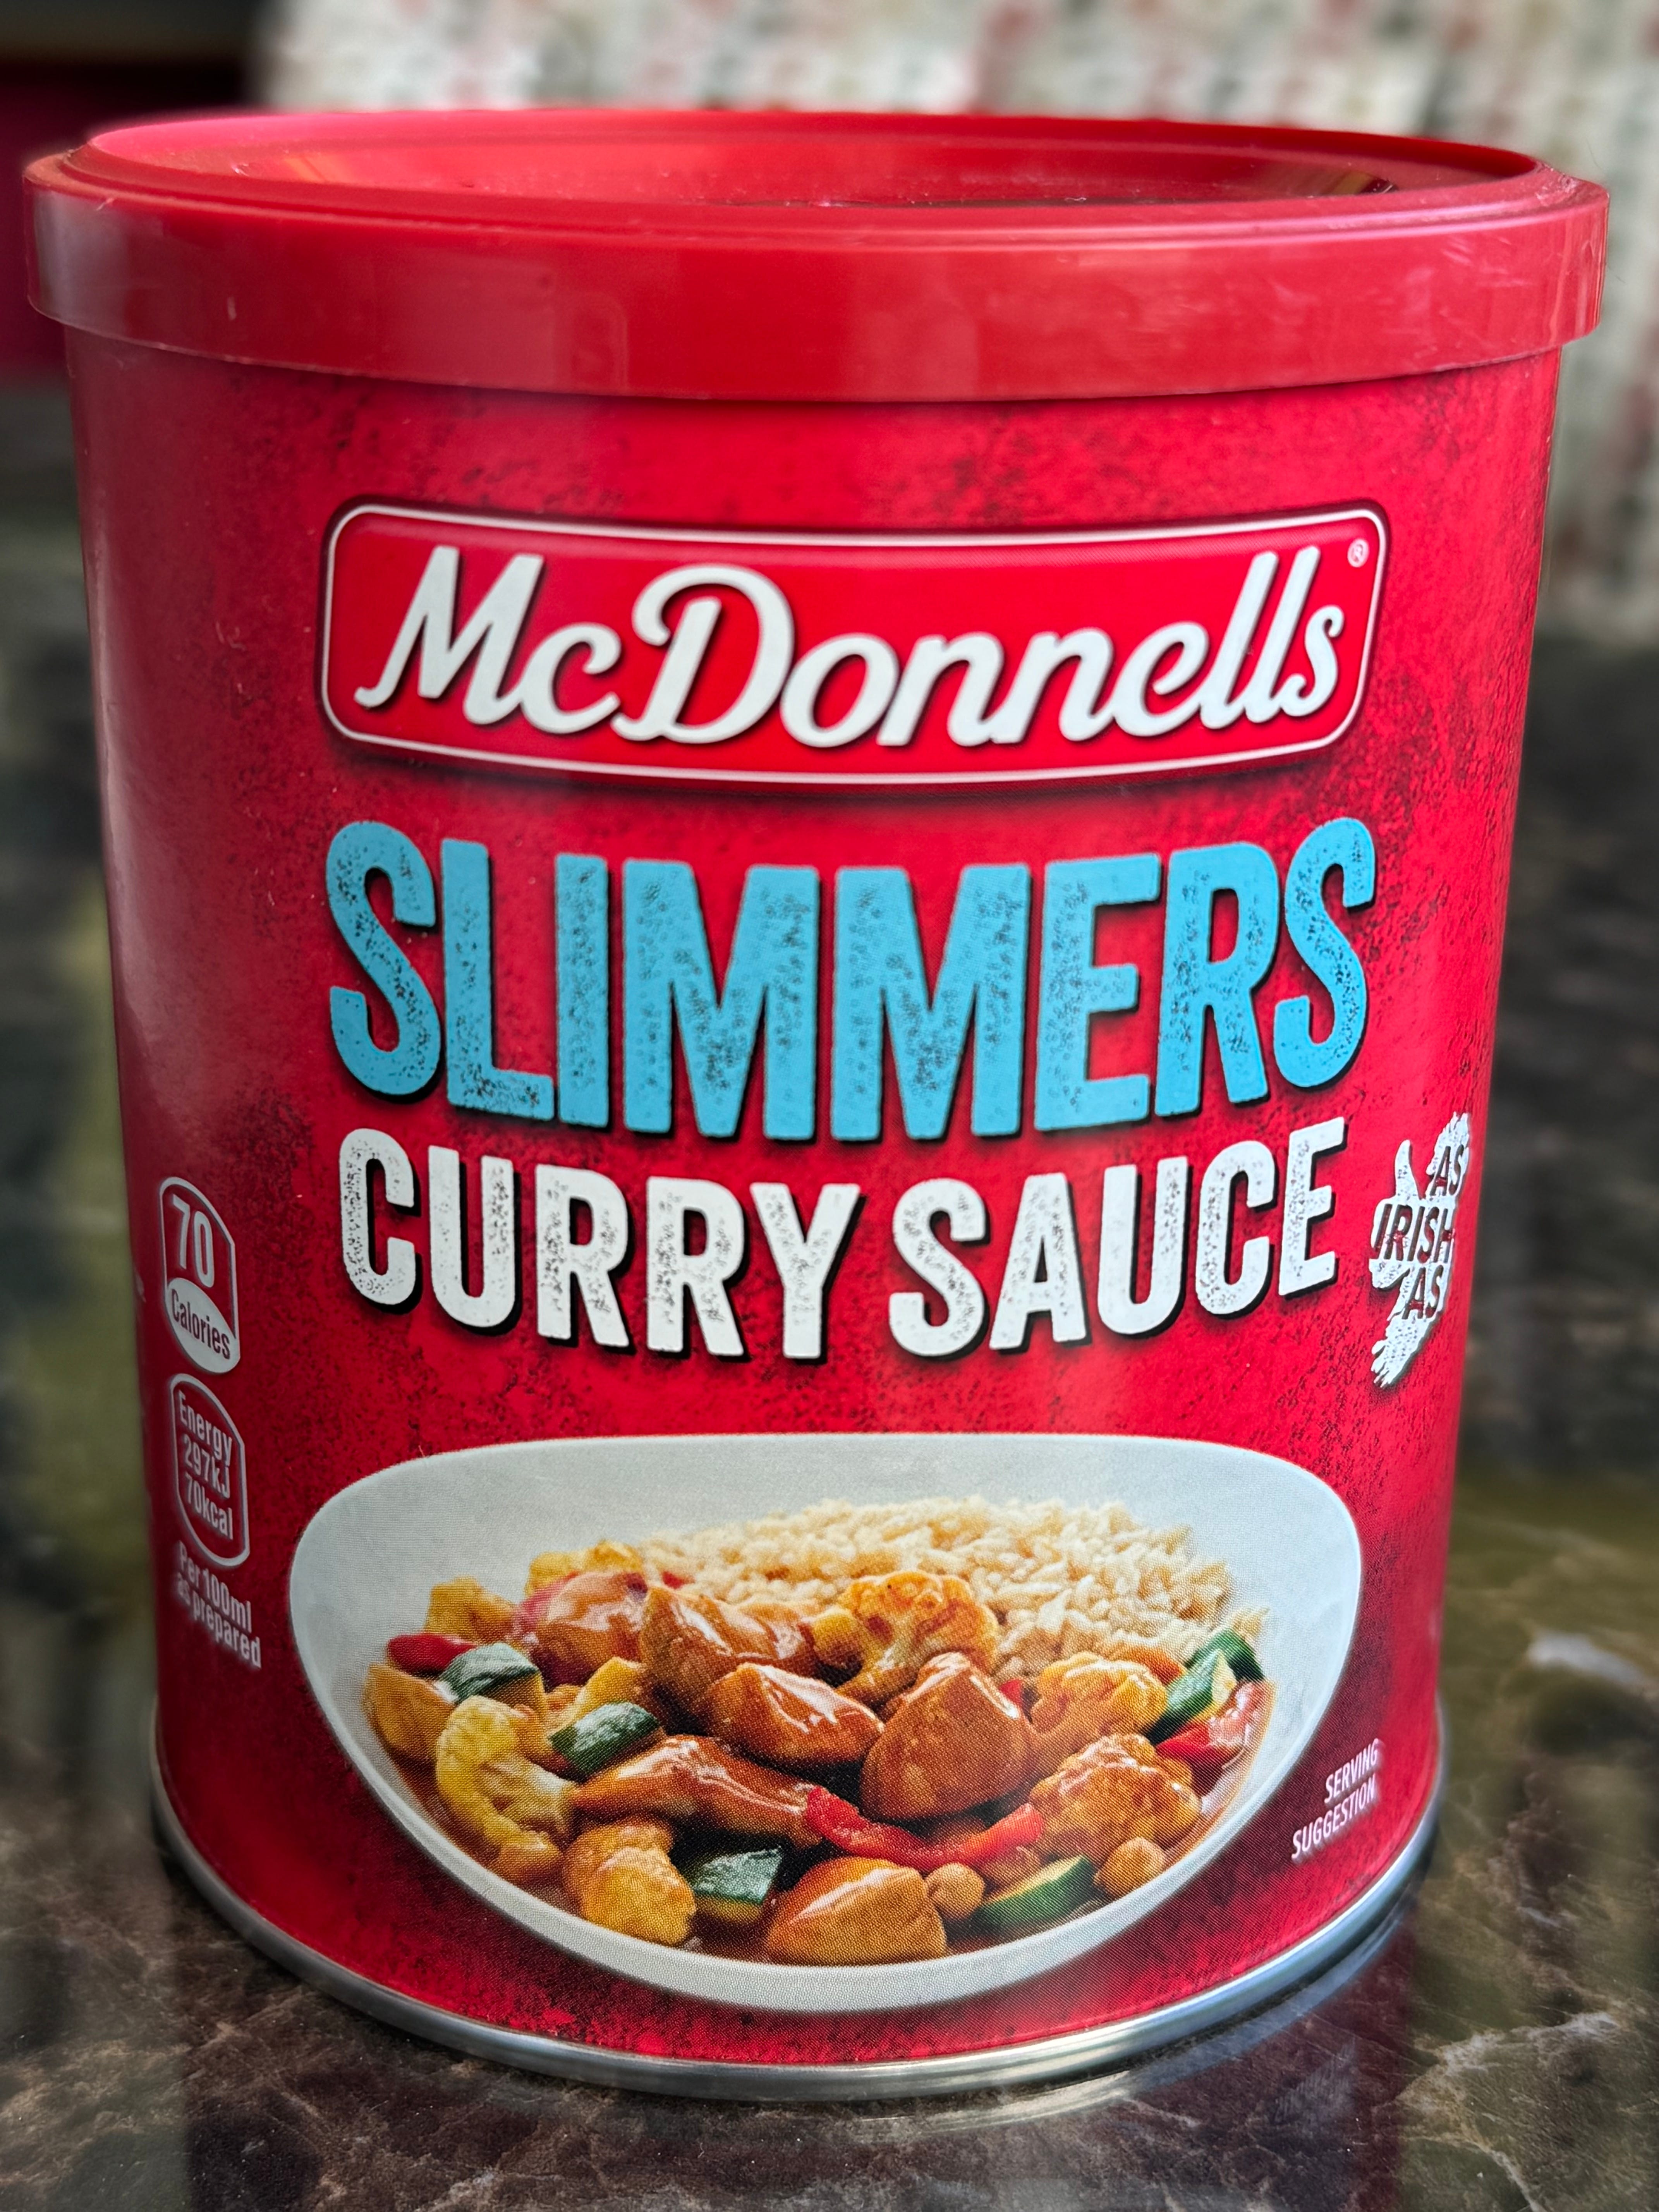 McDonnells®
SLIMMERS
CURRY SAUCE
AS
IRISH
AS
70
Calories
Energy
297kJ
70kcal
Per 100ml
as prepared
SERVING
SUGGESTION